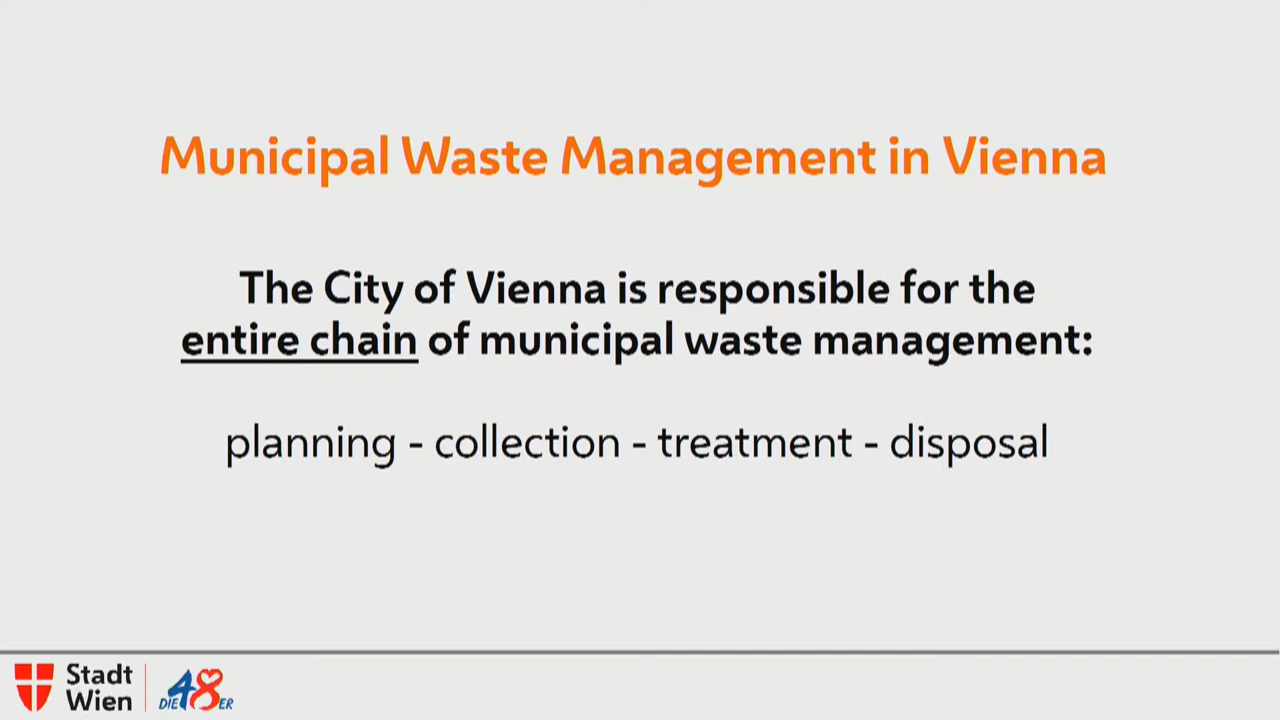 Municipal Waste Management in Vienna
The City of Vienna is responsible for the
entire chain of municipal waste management:
planning - collection - treatment - disposal
Stadt
Wien
DIE 48ER